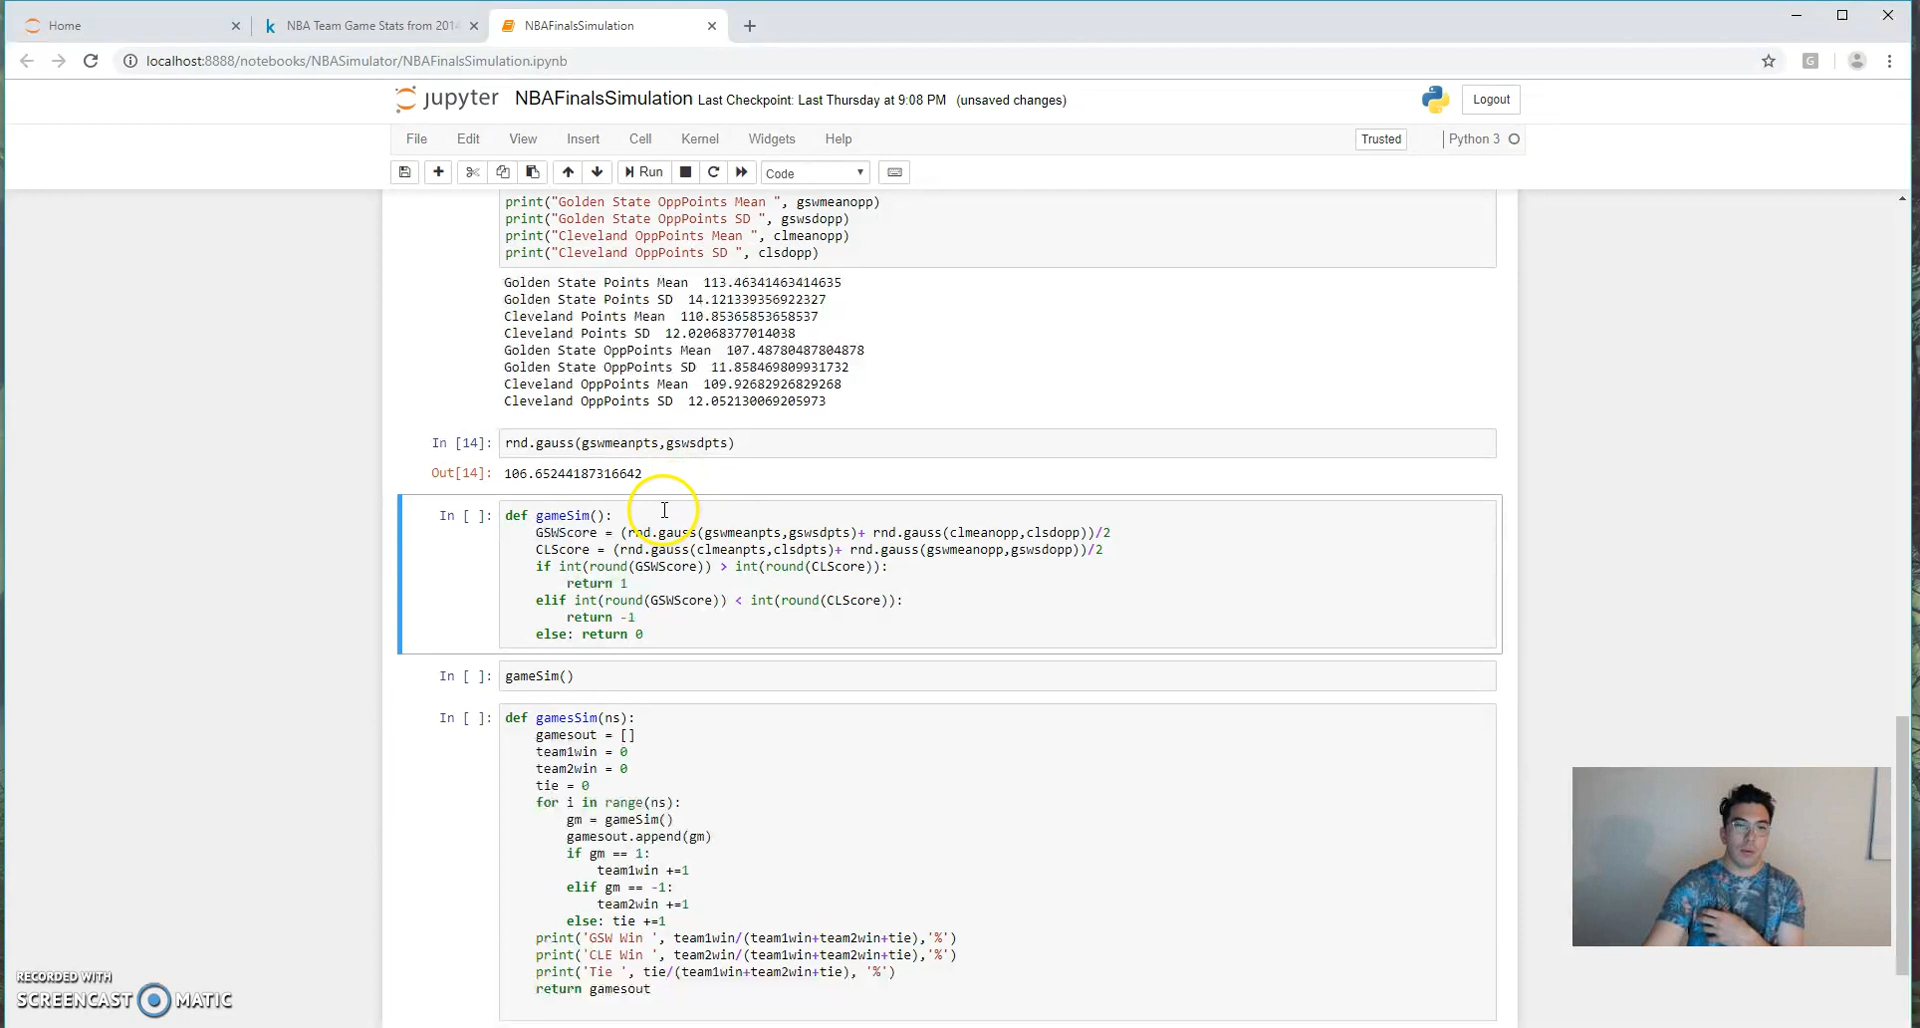 Home
NBA Team Game Stats from 2014
NBAFinalsSimulation
localhost:8888/notebooks/NBASimulator/NBAFinalsSimulation.ipynb
jupyter NBAFinalsSimulation Last Checkpoint: Last Thursday at 9:08 PM (unsaved changes)
Logout
File Edit View Insert Cell Kernel Widgets Help
Trusted
Python 3
Run
Code
print("Golden State OppPoints Mean ", gswmeanopp)
print("Golden State OppPoints SD ", gswsdopp)
print("Cleveland OppPoints Mean ", clmeanopp)
print("Cleveland OppPoints SD ", clsdopp)
Golden State Points Mean  113.46341463414635
Golden State Points SD  14.121339356922327
Cleveland Points Mean  110.85365853658537
Cleveland Points SD  12.02068377014038
Golden State OppPoints Mean  107.48780487804878
Golden State OppPoints SD  11.858469809931732
Cleveland OppPoints Mean  109.92682926829268
Cleveland OppPoints SD  12.052130069205973
In [14]: rnd.gauss(gswmeanpts,gswsdpts)
Out[14]: 106.65244187316642
In [ ]: def gameSim():
GSWScore = (rnd.gauss(gswmeanpts,gswsdpts)+ rnd.gauss(clmeanopp,clsdopp))/2
CLScore = (rnd.gauss(clmeanpts,clsdpts)+ rnd.gauss(gswmeanopp,gswsdopp))/2
if int(round(GSWScore)) > int(round(CLScore)):
return 1
elif int(round(GSWScore)) < int(round(CLScore)):
return -1
else: return 0
In [ ]: gameSim()
In [ ]: def gamesSim(ns):
gamesout = []
team1win = 0
team2win = 0
tie = 0
for i in range(ns):
gm = gameSim()
gamesout.append(gm)
if gm == 1:
team1win +=1
elif gm == -1:
team2win +=1
else: tie +=1
print('GSW Win ', team1win/(team1win+team2win+tie),'%')
print('CLE Win ', team2win/(team1win+team2win+tie),'%')
print('Tie ', tie/(team1win+team2win+tie), '%')
return gamesout
RECORDED WITH
SCREENCAST MATIC